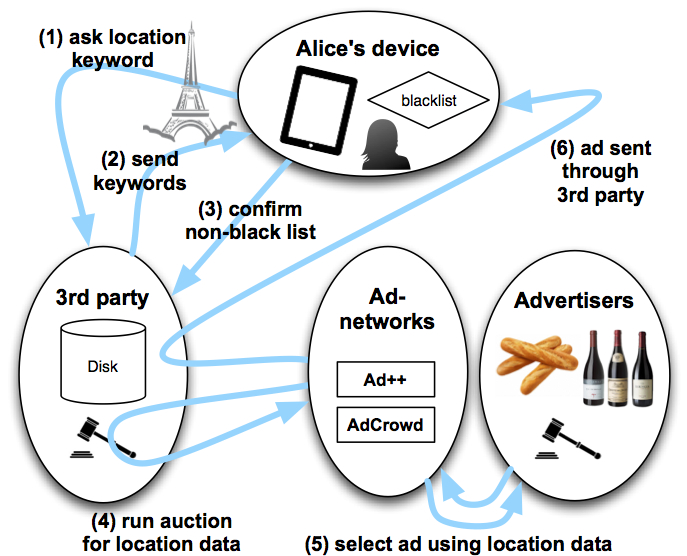 (1) ask location
keyword
Alice's device
blacklist
(2) send
keywords
(3) confirm
non-black list
(6) ad sent
through
3rd party
3rd party
Disk
Ad-
networks
Ad++
AdCrowd
Advertisers
(4) run auction
for location data
(5) select ad using location data